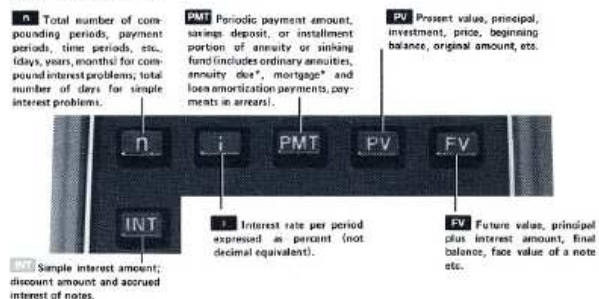 n Total number of com-
pounding periods, payment
periods, time periods, etc.,
(days, years, months) for com-
pound interest problems; total
number of days for simple
interest problems.
PMT Periodic payment amount,
savings deposit, or installment
portion of annuity or sinking
fund (includes ordinary annuities,
annuity due*, mortgage* and
loan amortization payments, pay-
ments in arrears).
PV Present value, principal,
investment, price, beginning
balance, original amount, etc.
n i PMT PV FV
INT
i Interest rate per period
expressed as percent (not
decimal equivalent).
FV Future value, principal
plus interest amount, final
balance, face value of a note
etc.
INT Simple interest amount;
discount amount and accrued
interest of notes.